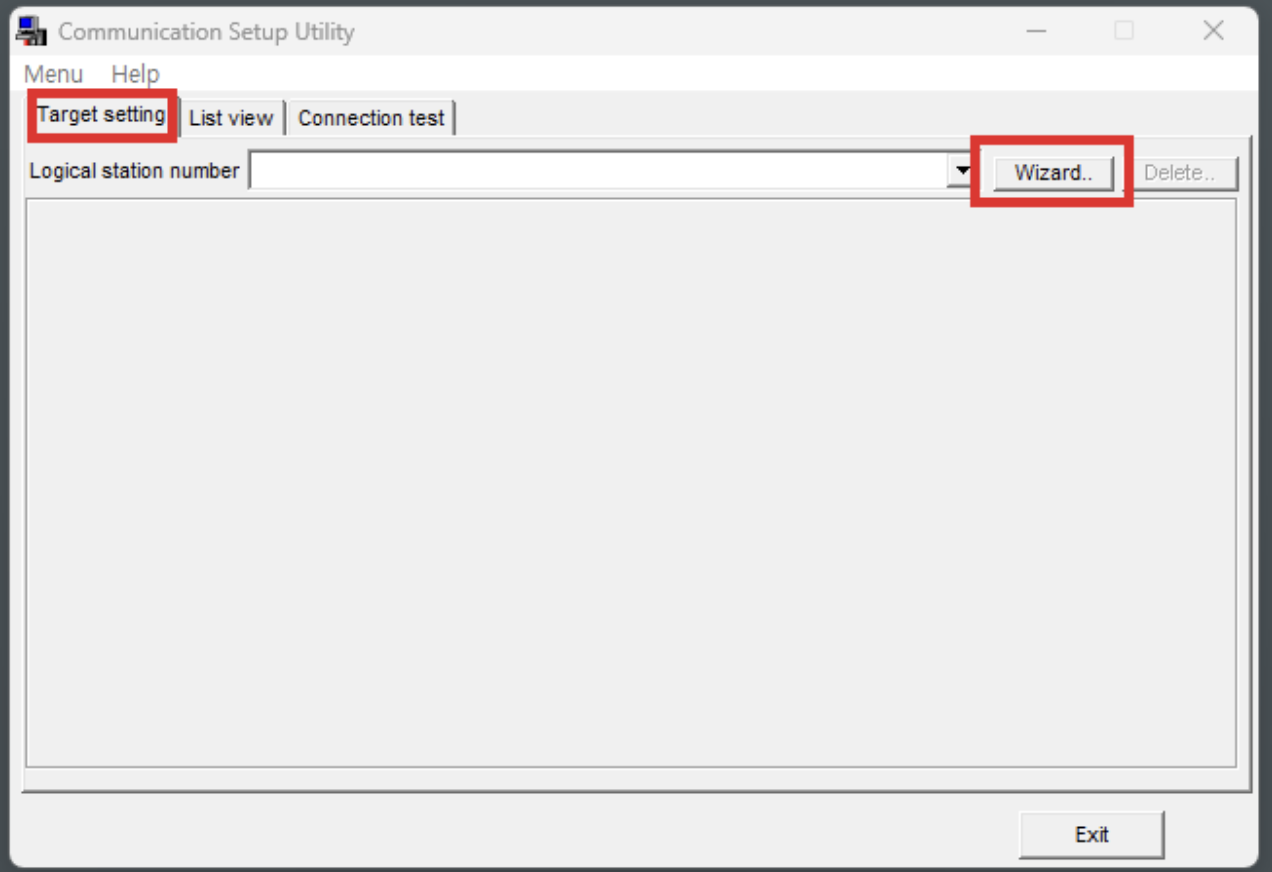 Communication Setup Utility
Menu Help
Target setting List view Connection test
Logical station number Wizard.. Delete..
Exit